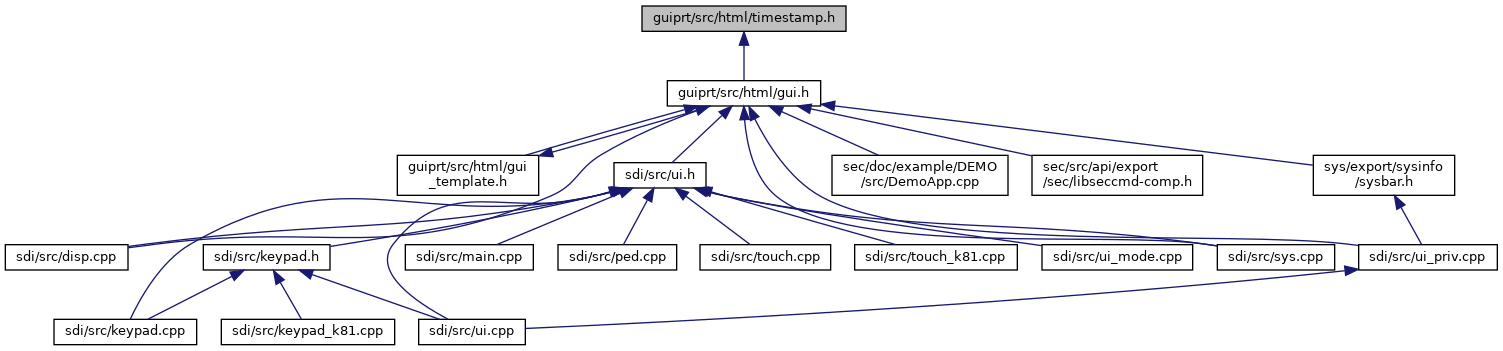 guiprt/src/html/timestamp.h
guiprt/src/html/gui.h
guiprt/src/html/gui
_template.h
sdi/src/ui.h
sec/doc/example/DEMO
/src/DemoApp.cpp
sec/src/api/export
/sec/libseccmd-comp.h
sys/export/sysinfo
/sysbar.h
sdi/src/disp.cpp
sdi/src/keypad.h
sdi/src/main.cpp
sdi/src/ped.cpp
sdi/src/touch.cpp
sdi/src/touch_k81.cpp
sdi/src/ui_mode.cpp
sdi/src/sys.cpp
sdi/src/ui_priv.cpp
sdi/src/keypad.cpp
sdi/src/keypad_k81.cpp
sdi/src/ui.cpp